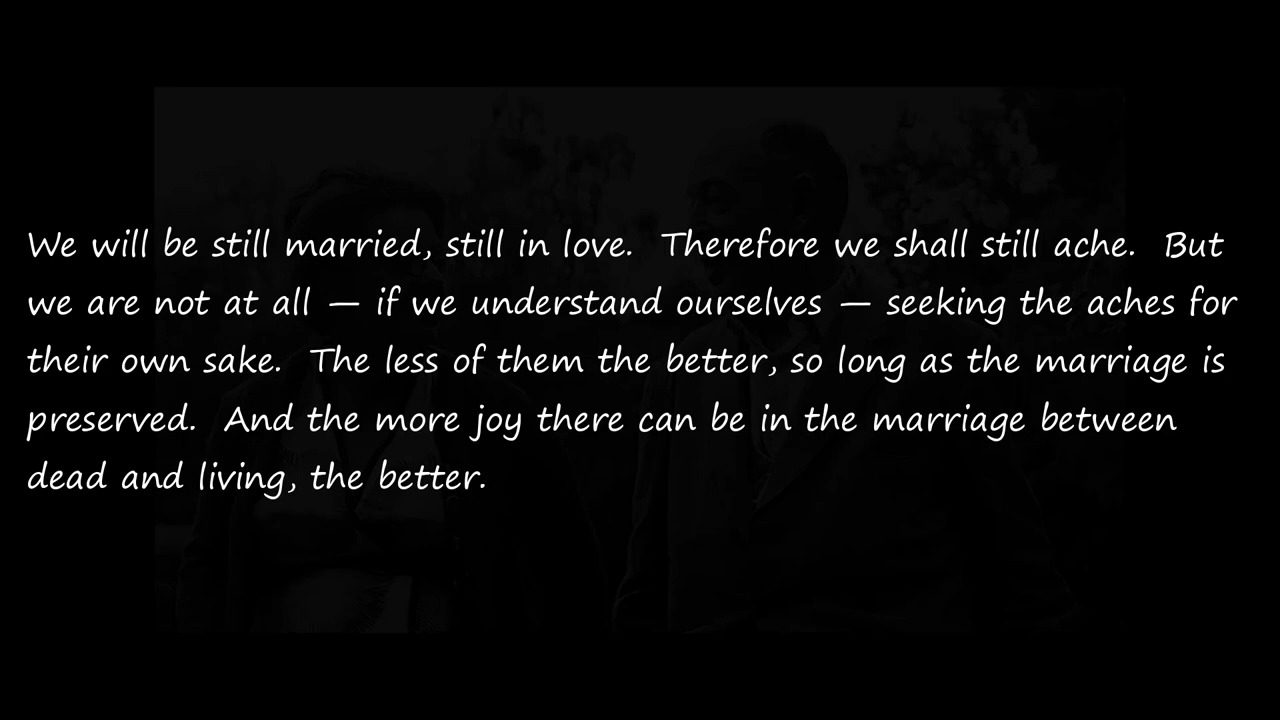 We will be still married, still in love.  Therefore we shall still ache.  But
we are not at all — if we understand ourselves — seeking the aches for
their own sake.  The less of them the better, so long as the marriage is
preserved.  And the more joy there can be in the marriage between
dead and living, the better.